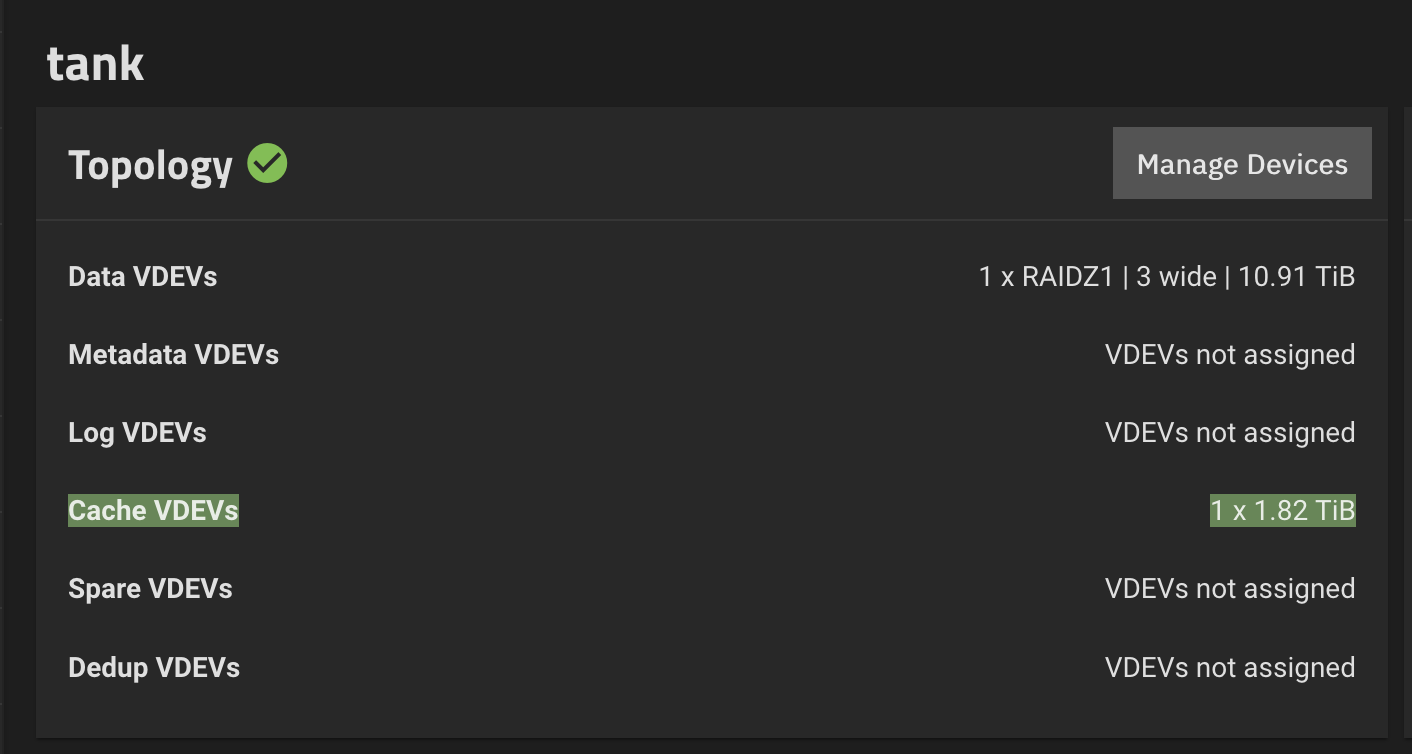 tank
Topology
Manage Devices
Data VDEVs 1 x RAIDZ1 | 3 wide | 10.91 TiB
Metadata VDEVs VDEVs not assigned
Log VDEVs VDEVs not assigned
Cache VDEVs 1 x 1.82 TiB
Spare VDEVs VDEVs not assigned
Dedup VDEVs VDEVs not assigned